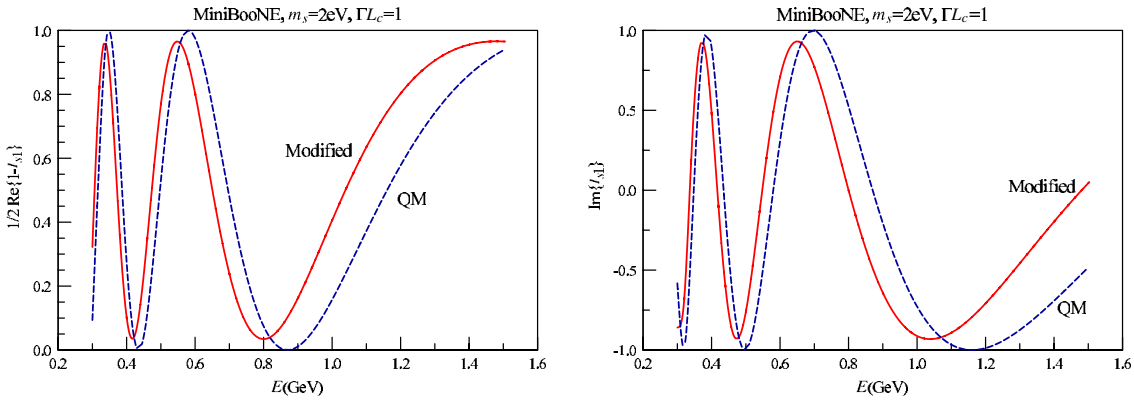 MiniBooNE, mₛ=2eV, ΓL_c=1
1.0
0.8
0.6
0.4
0.2
0.0
1/2 Re{1-I_s1}
Modified
QM
0.2
0.4
0.6
0.8
1.0
1.2
1.4
1.6
E(GeV)
MiniBooNE, mₛ=2eV, ΓL_c=1
1.0
0.5
0.0
-0.5
-1.0
Im{I_s1}
Modified
QM
0.2
0.4
0.6
0.8
1.0
1.2
1.4
1.6
E(GeV)